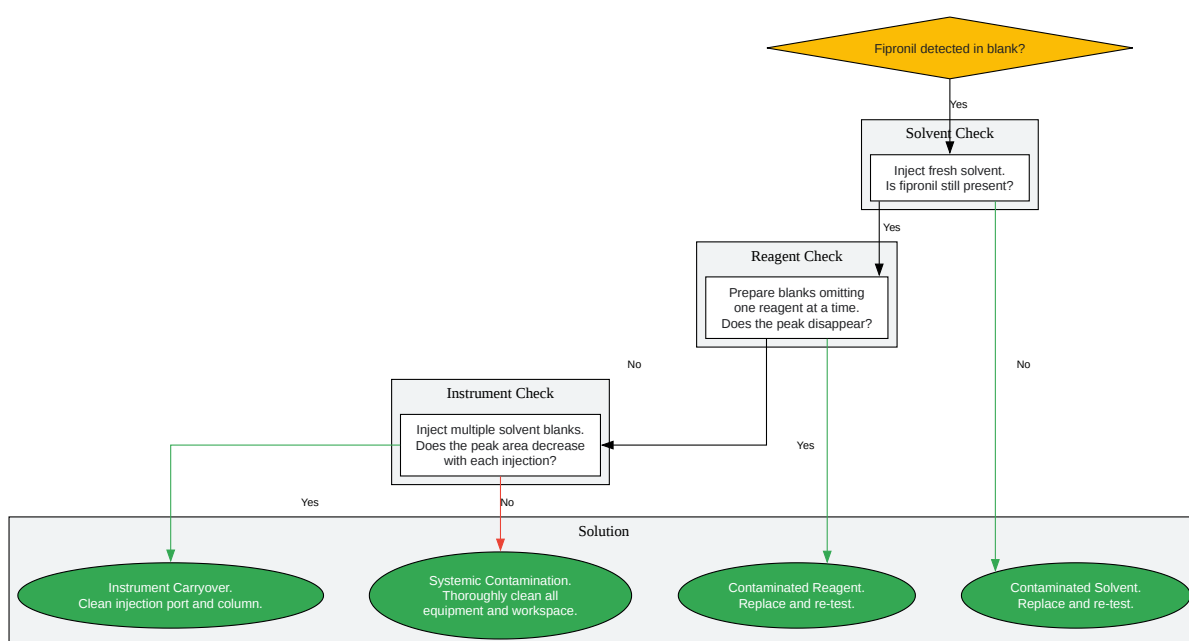 Fipronil detected in blank?
Yes
Solvent Check
Inject fresh solvent.
Is fipronil still present?
Yes
Reagent Check
Prepare blanks omitting
one reagent at a time.
Does the peak disappear?
No
No
Instrument Check
Inject multiple solvent blanks.
Does the peak area decrease
with each injection?
Yes
Yes
No
Solution
Instrument Carryover.
Clean injection port and column.
Systemic Contamination.
Thoroughly clean all
equipment and workspace.
Contaminated Reagent.
Replace and re-test.
Contaminated Solvent.
Replace and re-test.